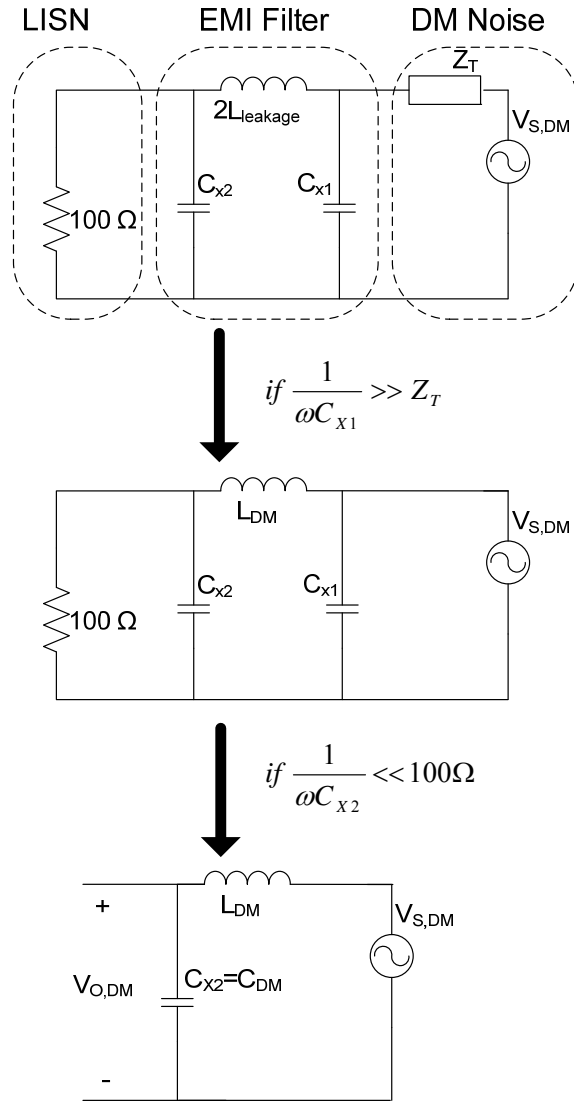 LISN EMI Filter DM Noise
Z_T
2L_leakage
V_S,DM
C_x2 C_x1
100 Ω
if 1/ωC_X1 >> Z_T
L_DM
V_S,DM
C_x2 C_x1
100 Ω
if 1/ωC_X2 << 100Ω
+ L_DM
V_S,DM
V_O,DM C_X2=C_DM
-